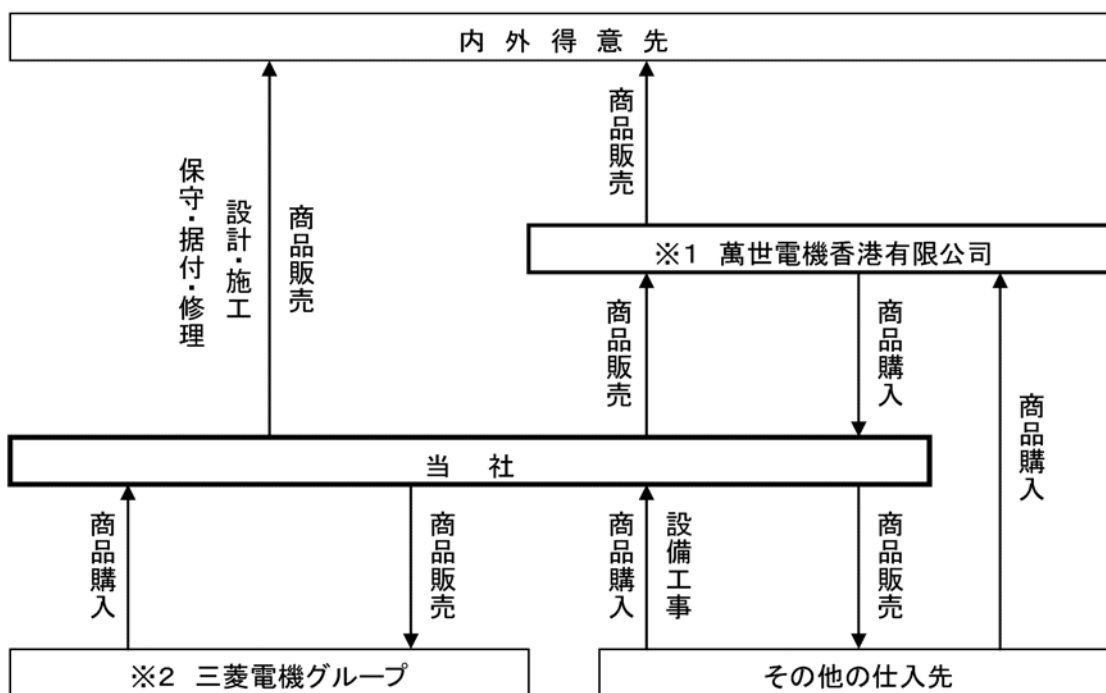 内外得意先
商品販売
設計・施工
保守・据付・修理
商品販売
※1 萬世電機香港有限公司
商品販売
商品購入
商品購入
当社
商品購入
商品販売
商品購入
設備工事
商品販売
※2 三菱電機グループ
その他の仕入先